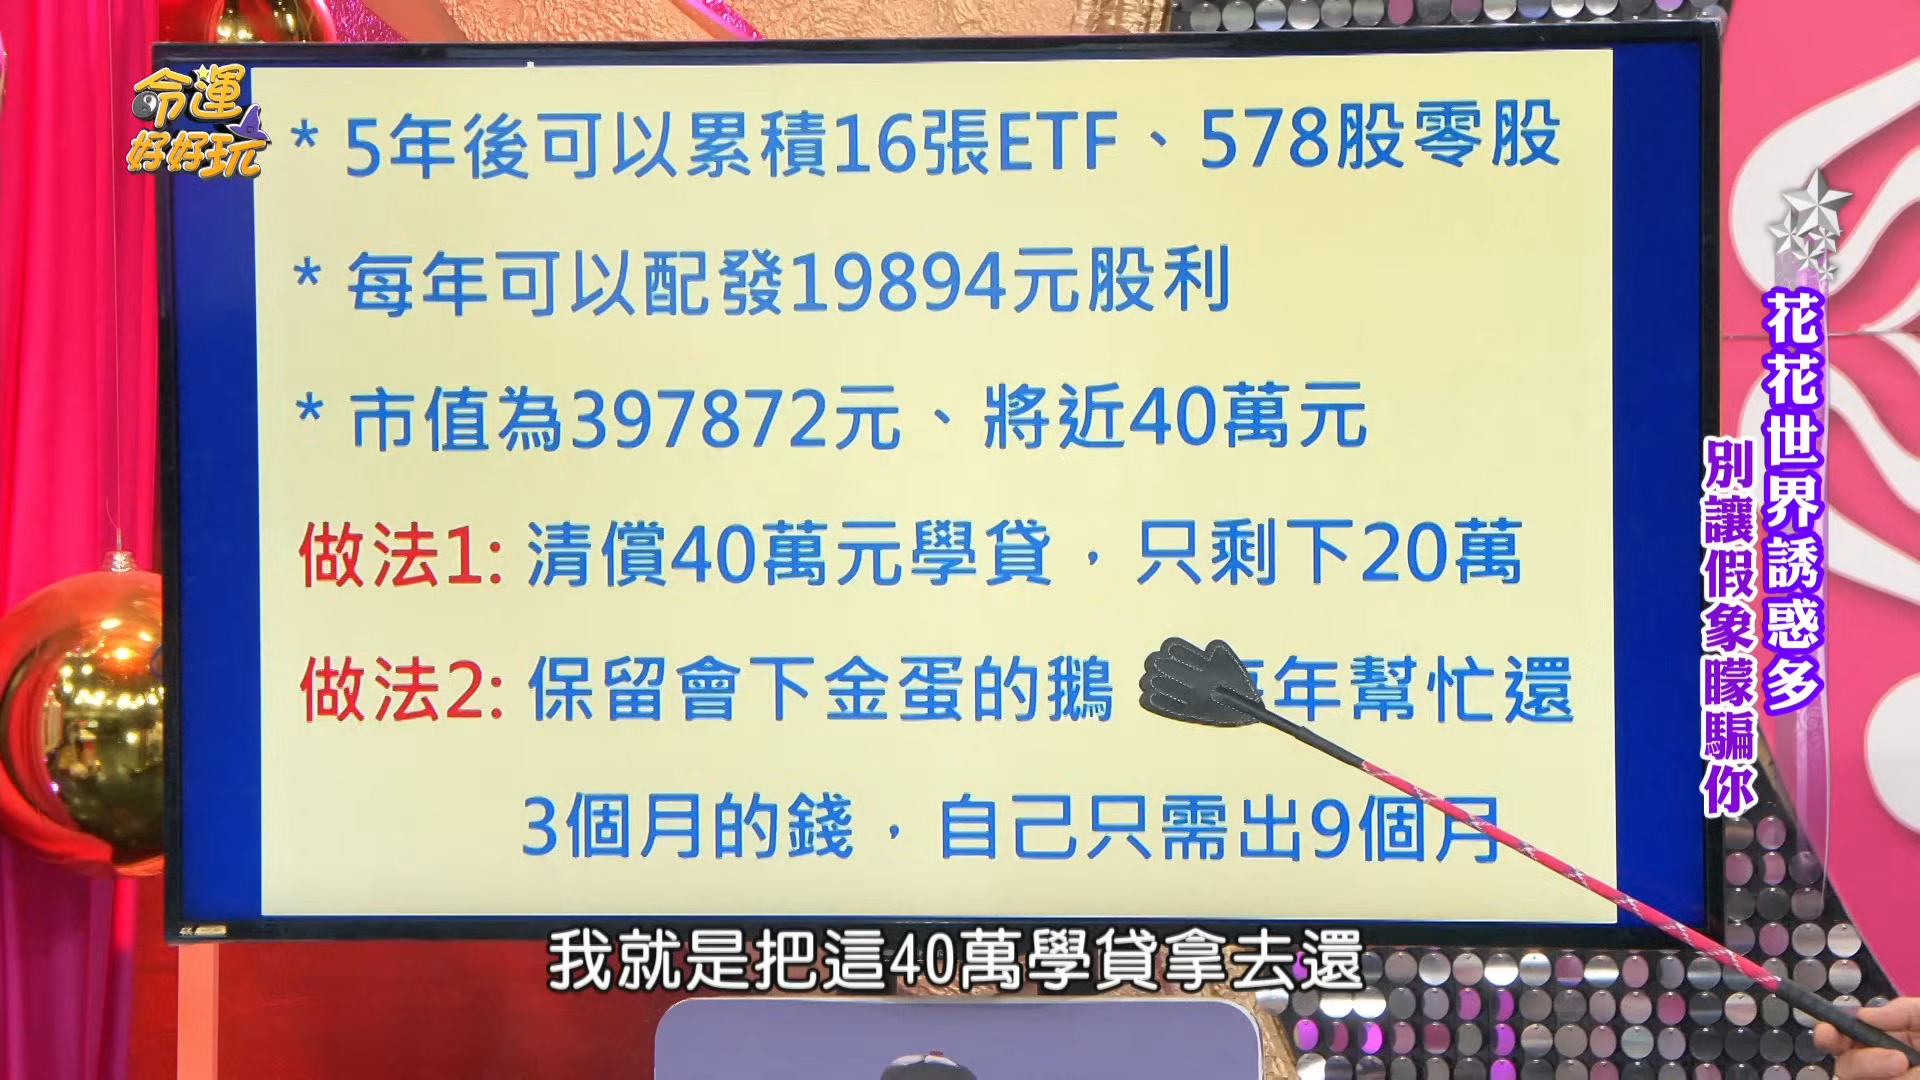 命運
好好玩
* 5年後可以累積16張ETF、578股零股
* 每年可以配發19894元股利
* 市值為397872元、將近40萬元
做法1: 清償40萬元學貸，只剩下20萬
做法2: 保留會下金蛋的鵝 年幫忙還
3個月的錢，自己只需出9個月
花花世界誘惑多
別讓假象矇騙你
我就是把這40萬學貸拿去還